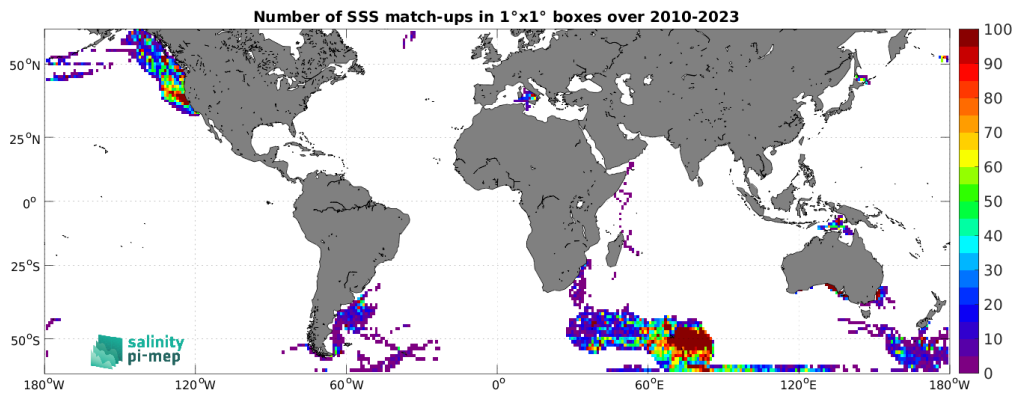 Number of SSS match-ups in 1°x1° boxes over 2010-2023
100
90
80
70
60
50
40
30
20
10
0
50°N
25°N
0°
25°S
50°S
salinity
pi-mep
180°W 120°W 60°W 0° 60°E 120°E 180°W